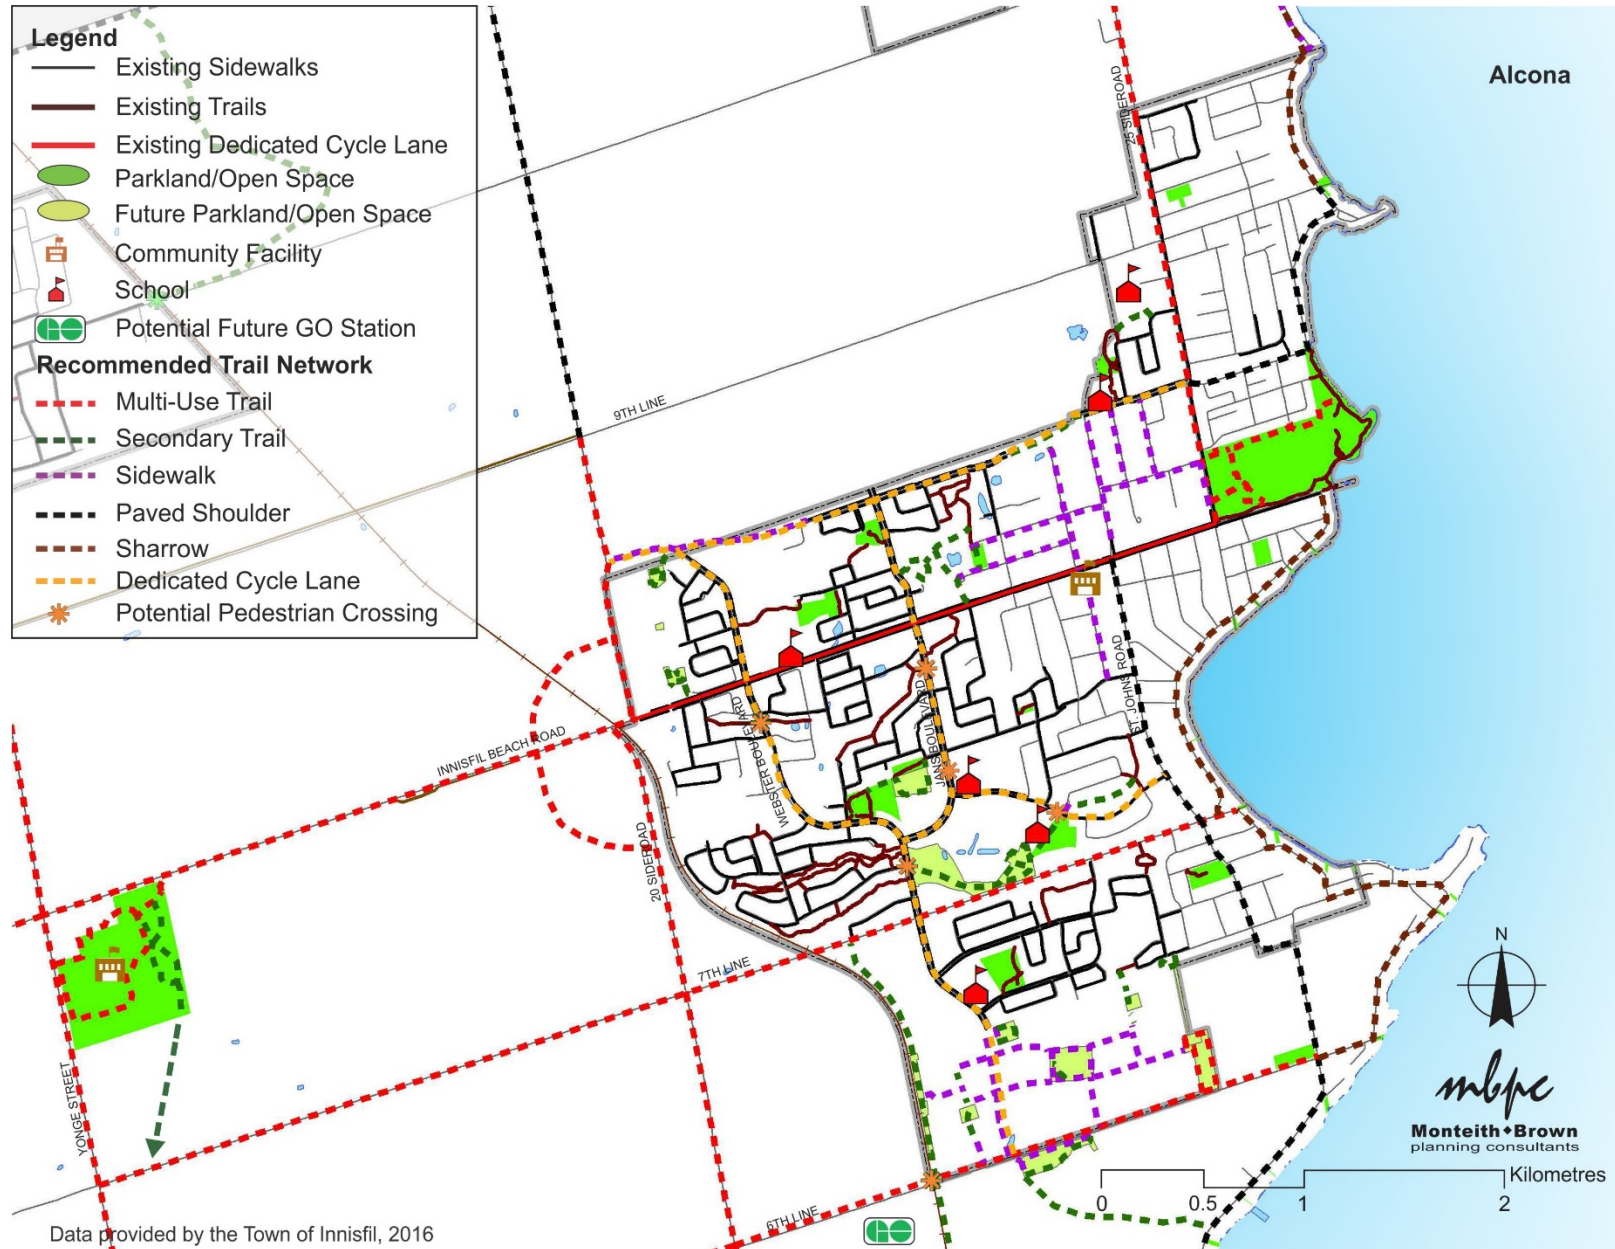 Legend
Existing Sidewalks
Existing Trails
Existing Dedicated Cycle Lane
Parkland/Open Space
Future Parkland/Open Space
Community Facility
School
GO
Potential Future GO Station
Recommended Trail Network
Multi-Use Trail
Secondary Trail
Sidewalk
Paved Shoulder
Sharrow
Dedicated Cycle Lane
Potential Pedestrian Crossing
Alcona
25 SIDEROAD
9TH LINE
INNISFIL BEACH ROAD
WEBSTER BOULEVARD
JANS BOULEVARD
ST. JOHNS ROAD
20 SIDEROAD
7TH LINE
YONGE STREET
6TH LINE
GO
N
mbpc
Monteith Brown
planning consultants
Kilometres
0 0.5 1 2
Data provided by the Town of Innisfil, 2016